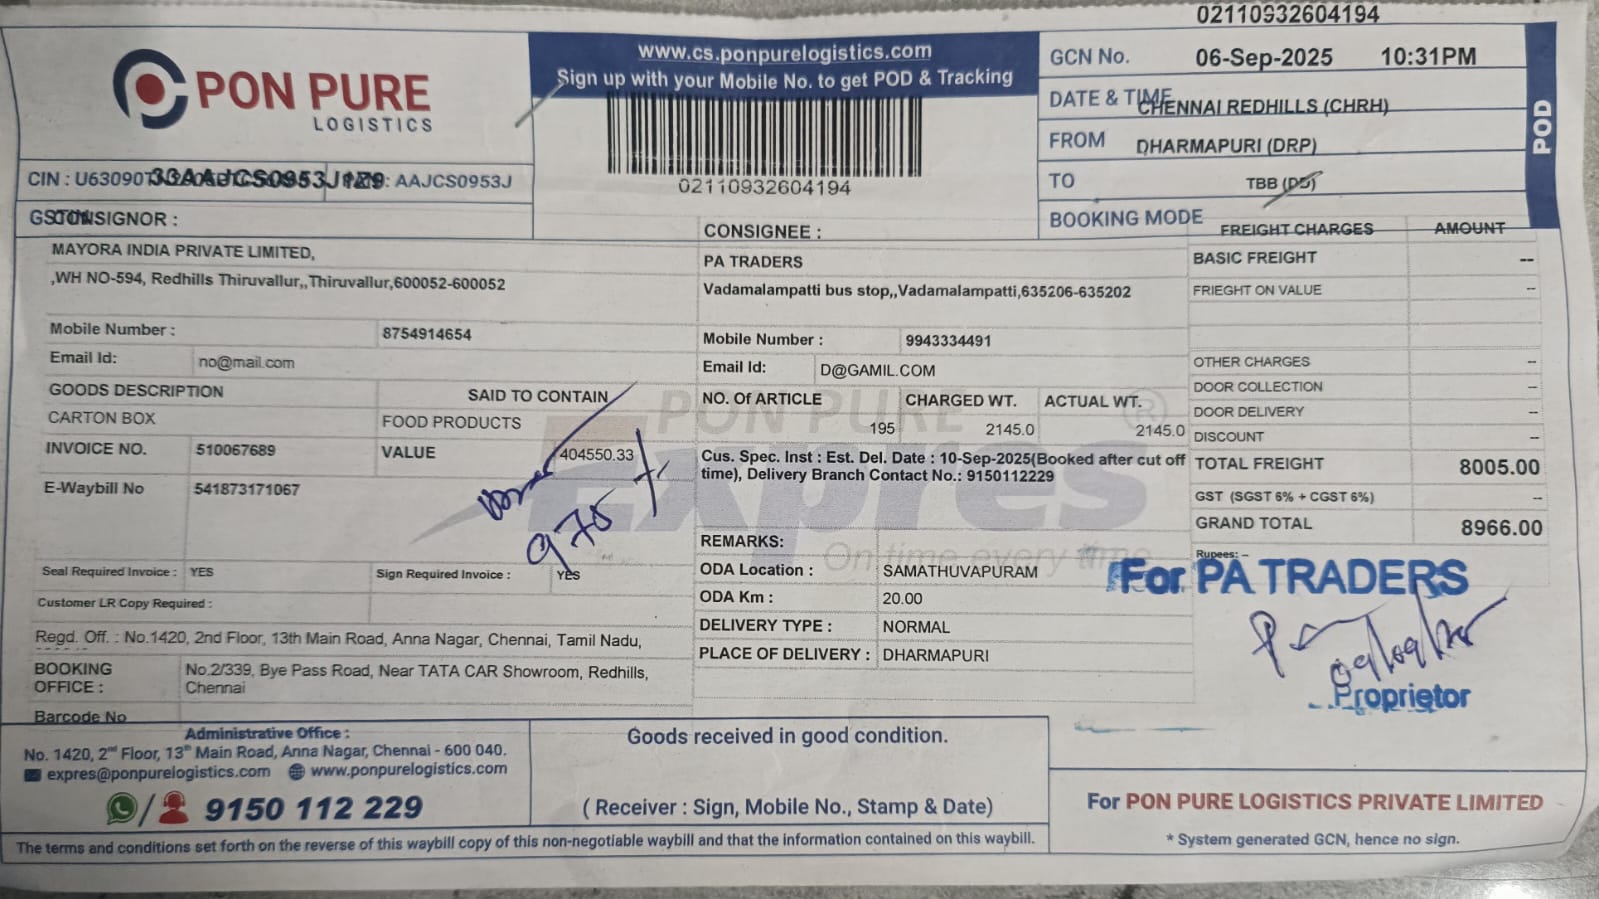 02110932604194
PON PURE
LOGISTICS
www.cs.ponpurelogistics.com
Sign up with your Mobile No. to get POD & Tracking
02110932604194
GCN No. 06-Sep-2025 10:31PM
DATE & TIME CHENNAI REDHILLS (CHRH)
FROM DHARMAPURI (DRP)
TO TBB (DD)
BOOKING MODE
POD
CIN : U63090 33AAJCS0953J1Z9 : AAJCS0953J
GSTIN
CONSIGNOR :
MAYORA INDIA PRIVATE LIMITED,
,WH NO-594, Redhills Thiruvallur,,Thiruvallur,600052-600052
Mobile Number : 8754914654
Email Id: no@mail.com
GOODS DESCRIPTION SAID TO CONTAIN
CARTON BOX FOOD PRODUCTS
INVOICE NO. 510067689 VALUE 404550.33
E-Waybill No 541873171067
9705/-
Seal Required Invoice : YES Sign Required Invoice : YES
Customer LR Copy Required :
Regd. Off. : No.1420, 2nd Floor, 13th Main Road, Anna Nagar, Chennai, Tamil Nadu,
BOOKING OFFICE : No.2/339, Bye Pass Road, Near TATA CAR Showroom, Redhills,
Chennai
Barcode No
CONSIGNEE :
PA TRADERS
Vadamalampatti bus stop,,Vadamalampatti,635206-635202
Mobile Number : 9943334491
Email Id: D@GAMIL.COM
NO. Of ARTICLE CHARGED WT. ACTUAL WT.
195 2145.0 2145.0
Cus. Spec. Inst : Est. Del. Date : 10-Sep-2025(Booked after cut off
time), Delivery Branch Contact No.: 9150112229
PON PURE
Expres ®
On time every time
REMARKS:
ODA Location : SAMATHUVAPURAM
ODA Km : 20.00
DELIVERY TYPE : NORMAL
PLACE OF DELIVERY : DHARMAPURI
FREIGHT CHARGES AMOUNT
BASIC FREIGHT --
FRIEGHT ON VALUE --
OTHER CHARGES --
DOOR COLLECTION --
DOOR DELIVERY --
DISCOUNT --
TOTAL FREIGHT 8005.00
GST (SGST 6% + CGST 6%) --
GRAND TOTAL 8966.00
Rupees: –
For PA TRADERS
Proprietor
Administrative Office :
No. 1420, 2nd Floor, 13th Main Road, Anna Nagar, Chennai - 600 040.
expres@ponpurelogistics.com www.ponpurelogistics.com
/ 9150 112 229
Goods received in good condition.
( Receiver : Sign, Mobile No., Stamp & Date)
For PON PURE LOGISTICS PRIVATE LIMITED
* System generated GCN, hence no sign.
The terms and conditions set forth on the reverse of this waybill copy of this non-negotiable waybill and that the information contained on this waybill.